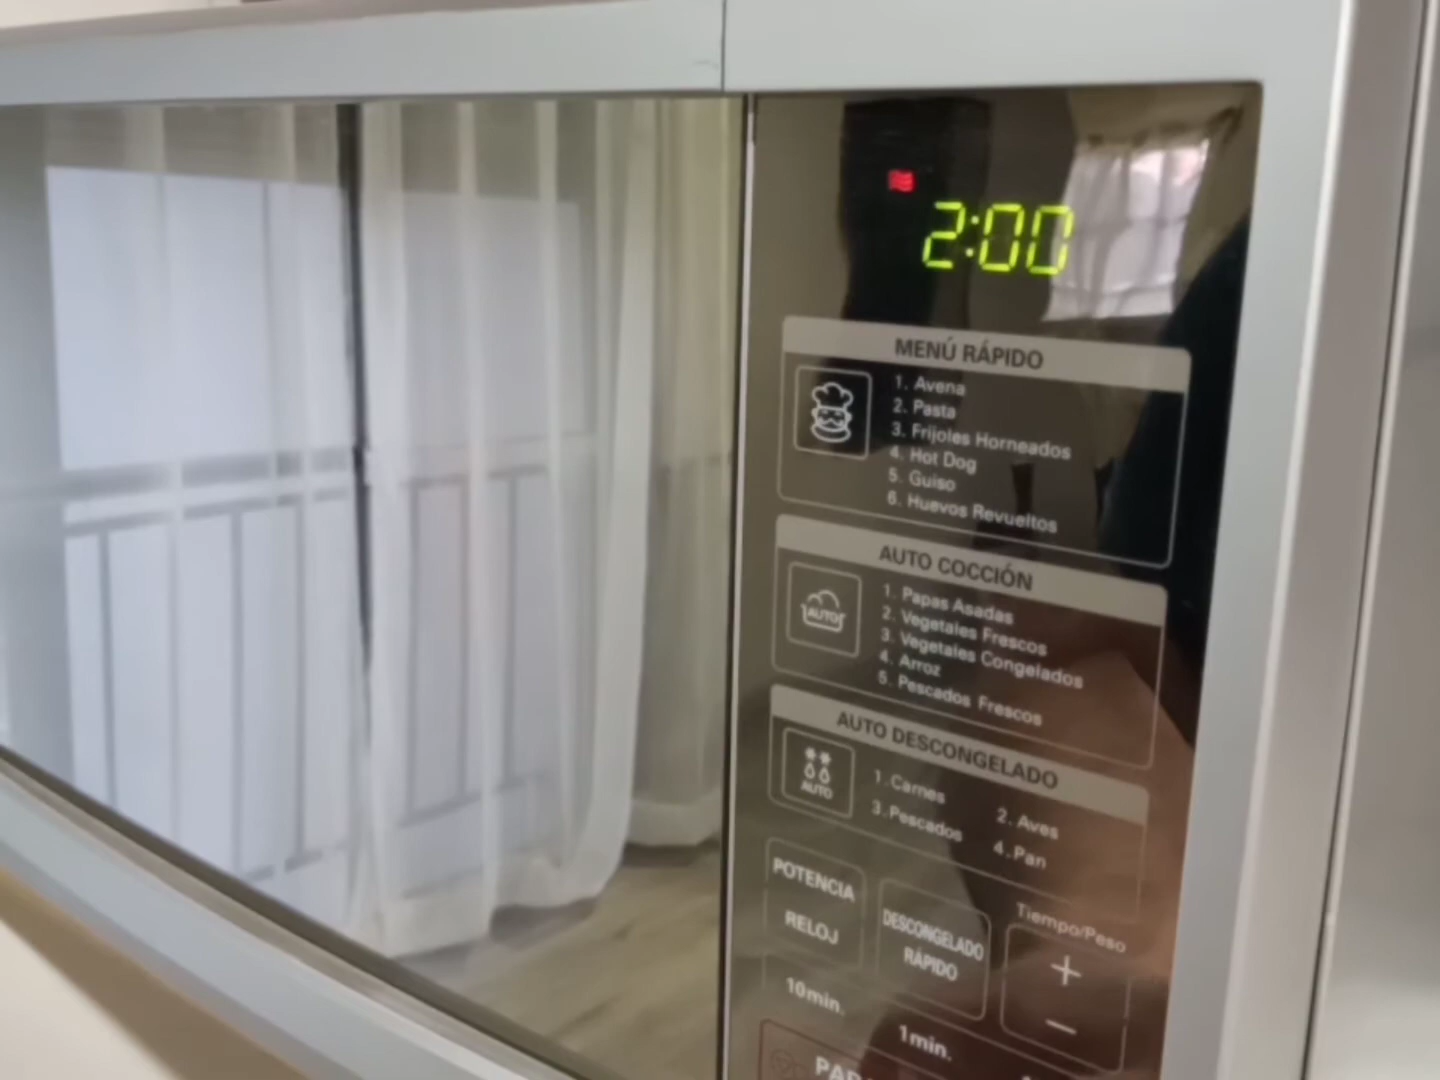 2:00
MENÚ RÁPIDO
1. Avena
2. Pasta
3. Frijoles Horneados
4. Hot Dog
5. Guiso
6. Huevos Revueltos
AUTO COCCIÓN
AUTO
1. Papas Asadas
2. Vegetales Frescos
3. Vegetales Congelados
4. Arroz
5. Pescados Frescos
AUTO DESCONGELADO
AUTO
1. Carnes 2. Aves
3. Pescados 4. Pan
POTENCIA
RELOJ
DESCONGELADO
RÁPIDO
Tiempo/Peso
+
−
10min.
1min.